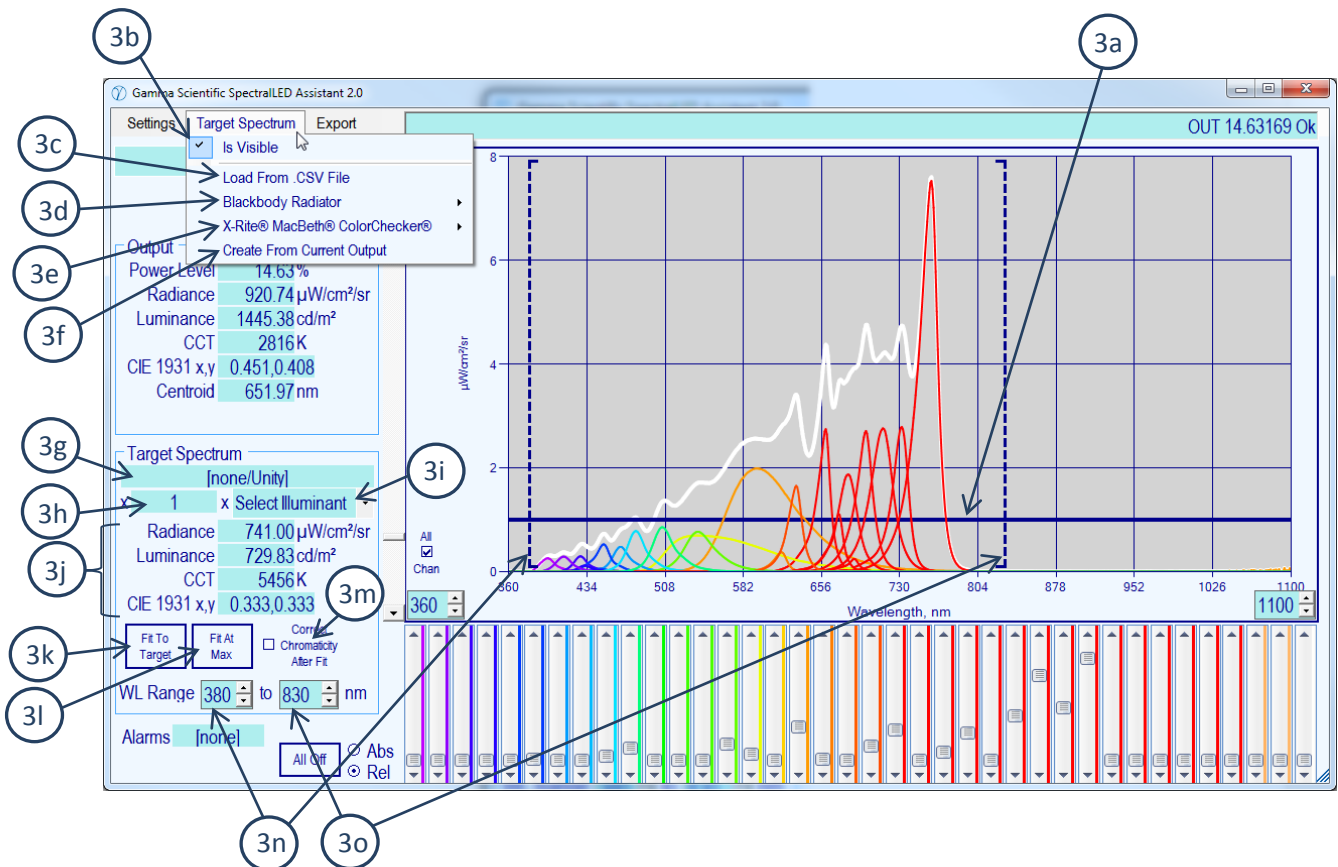 3b
3a
Gamma Scientific SpectralLED Assistant 2.0
Settings Target Spectrum Export
OUT 14.63169 Ok
3c
Is Visible
Load From .CSV File
3d
Blackbody Radiator
X-Rite® MacBeth® ColorChecker®
3e
Create From Current Output
3f
Output
Power Level 14.63 %
Radiance 920.74 µW/cm²/sr
Luminance 1445.38 cd/m²
CCT 2816 K
CIE 1931 x,y 0.451,0.408
Centroid 651.97 nm
3g
Target Spectrum
[none/Unity]
3i
3h
x 1 x Select Illuminant
3j
Radiance 741.00 µW/cm²/sr
Luminance 729.83 cd/m²
CCT 5456 K
CIE 1931 x,y 0.333,0.333
3m
3k
Fit To
Target
Fit At
Max
Correct
Chromaticity
After Fit
3l
WL Range 380 to 830 nm
Alarms [none]
All Off
Abs
Rel
3n
3o
8
6
4
2
0
µW/cm²/sr
All
Chan
360 434 508 582 656 730 804 878 952 1026 1100
Wavelength, nm
360
1100